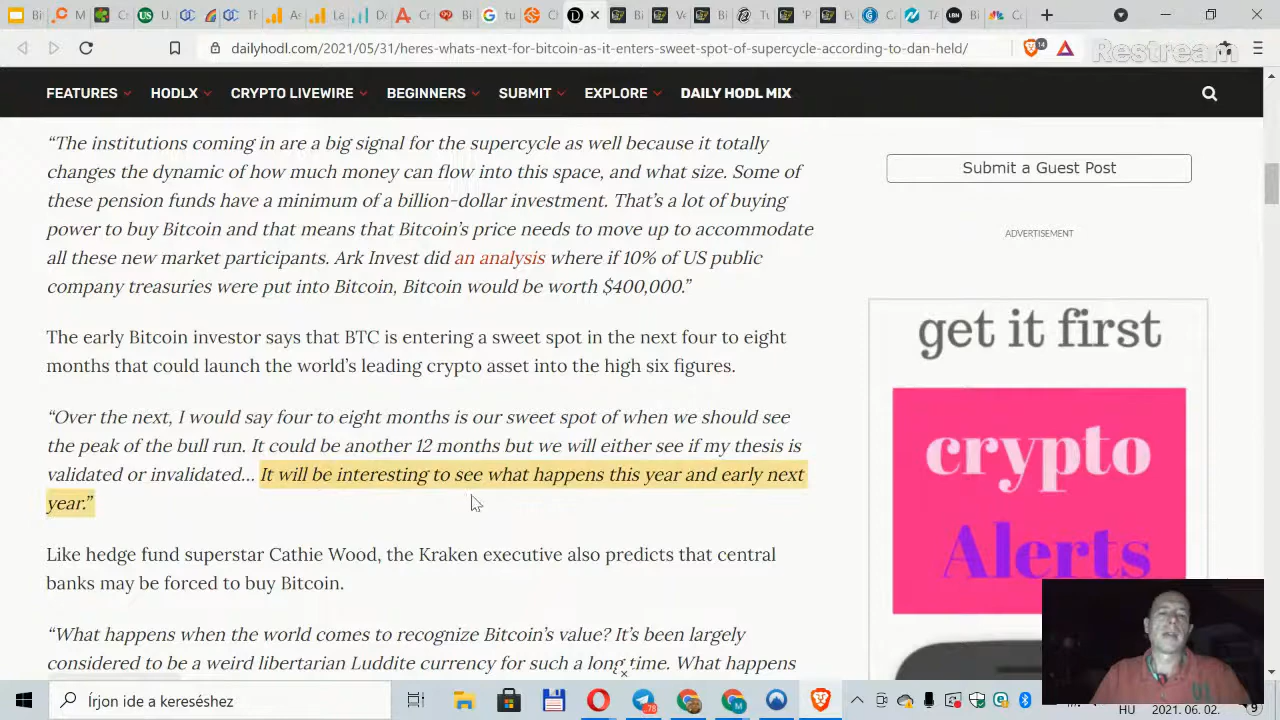 dailyhodl.com/2021/05/31/heres-whats-next-for-bitcoin-as-it-enters-sweet-spot-of-supercycle-according-to-dan-held/
14
Restream
FEATURES HODLX CRYPTO LIVEWIRE BEGINNERS SUBMIT EXPLORE DAILY HODL MIX
“The institutions coming in are a big signal for the supercycle as well because it totally
changes the dynamic of how much money can flow into this space, and what size. Some of
these pension funds have a minimum of a billion-dollar investment. That’s a lot of buying
power to buy Bitcoin and that means that Bitcoin’s price needs to move up to accommodate
all these new market participants. Ark Invest did an analysis where if 10% of US public
company treasuries were put into Bitcoin, Bitcoin would be worth $400,000.”
The early Bitcoin investor says that BTC is entering a sweet spot in the next four to eight
months that could launch the world’s leading crypto asset into the high six figures.
“Over the next, I would say four to eight months is our sweet spot of when we should see
the peak of the bull run. It could be another 12 months but we will either see if my thesis is
validated or invalidated… It will be interesting to see what happens this year and early next
year.”
Like hedge fund superstar Cathie Wood, the Kraken executive also predicts that central
banks may be forced to buy Bitcoin.
“What happens when the world comes to recognize Bitcoin’s value? It’s been largely
considered to be a weird libertarian Luddite currency for such a long time. What happens
Submit a Guest Post
ADVERTISEMENT
get it first
crypto
Alerts
Írjon ide a kereséshez
78
HU
2021. 06. 02.